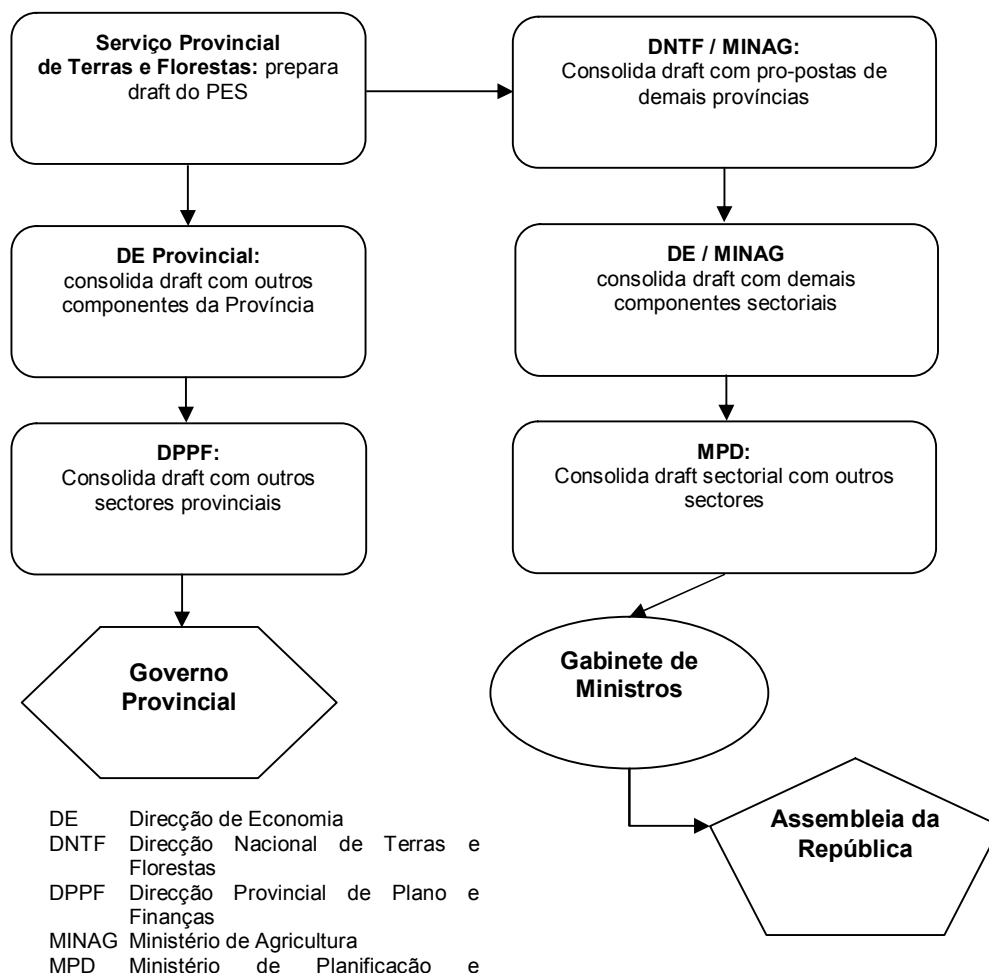 Serviço Provincial
de Terras e Florestas: prepara
draft do PES
DNTF / MINAG:
Consolida draft com pro-postas de
demais províncias
DE Provincial:
consolida draft com outros
componentes da Província
DE / MINAG
consolida draft com demais
componentes sectoriais
DPPF:
Consolida draft com outros
sectores provinciais
MPD:
Consolida draft sectorial com outros
sectores
Governo
Provincial
Gabinete de
Ministros
Assembleia da
República
DE Direcção de Economia
DNTF Direcção Nacional de Terras e
Florestas
DPPF Direcção Provincial de Plano e
Finanças
MINAG Ministério de Agricultura
MPD Ministério de Planificação e